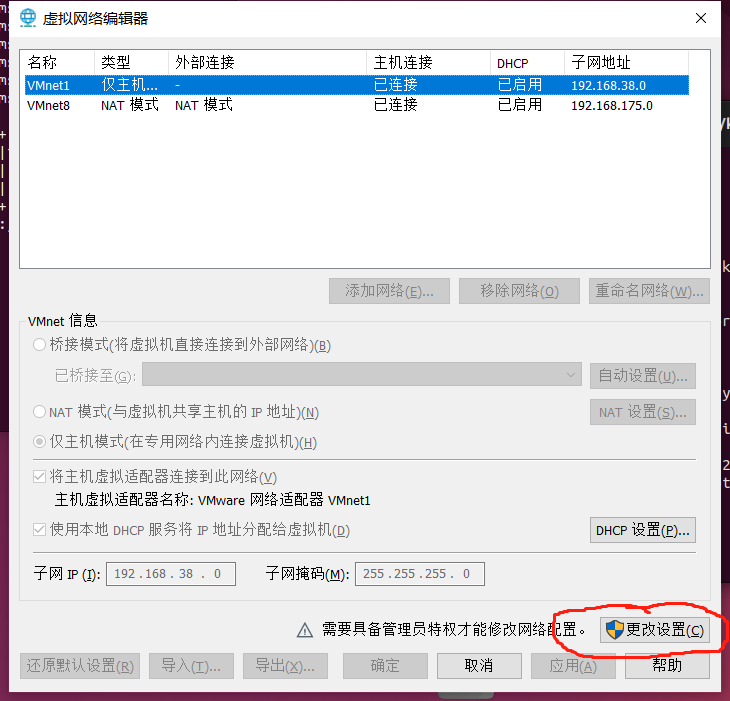 虚拟网络编辑器
名称 类型 外部连接 主机连接 DHCP 子网地址
VMnet1 仅主机... - 已连接 已启用 192.168.38.0
VMnet8 NAT 模式 NAT 模式 已连接 已启用 192.168.175.0
添加网络(E)... 移除网络(O) 重命名网络(W)...
VMnet 信息
桥接模式(将虚拟机直接连接到外部网络)(B)
已桥接至(G): 自动设置(U)...
NAT 模式(与虚拟机共享主机的 IP 地址)(N) NAT 设置(S)...
仅主机模式(在专用网络内连接虚拟机)(H)
将主机虚拟适配器连接到此网络(V)
主机虚拟适配器名称: VMware 网络适配器 VMnet1
使用本地 DHCP 服务将 IP 地址分配给虚拟机(D) DHCP 设置(P)...
子网 IP (I): 192 .168 . 38 . 0 子网掩码(M): 255 .255 .255 . 0
需要具备管理员特权才能修改网络配置。 更改设置(C)
还原默认设置(R) 导入(T)... 导出(X)... 确定 取消 应用(A) 帮助